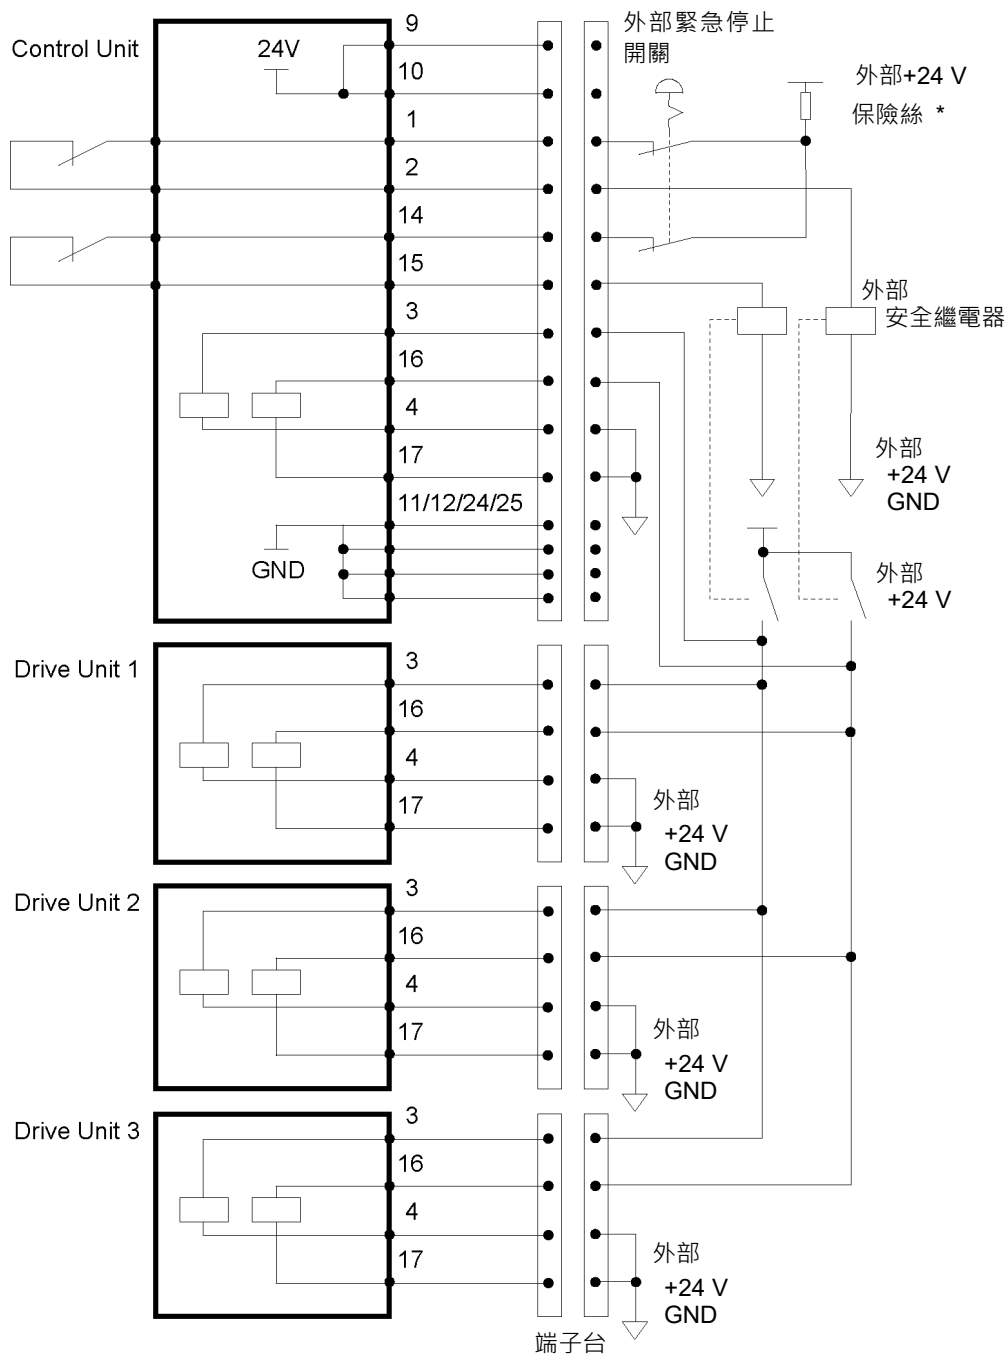 9
外部緊急停止
開關
Control Unit
24V
10
外部+24 V
保險絲 *
1
2
14
15
3
外部
安全繼電器
16
4
17
外部
+24 V
GND
11/12/24/25
GND
外部
+24 V
Drive Unit 1
3
16
4
17
外部
+24 V
GND
Drive Unit 2
3
16
4
17
外部
+24 V
GND
Drive Unit 3
3
16
4
17
外部
+24 V
GND
端子台